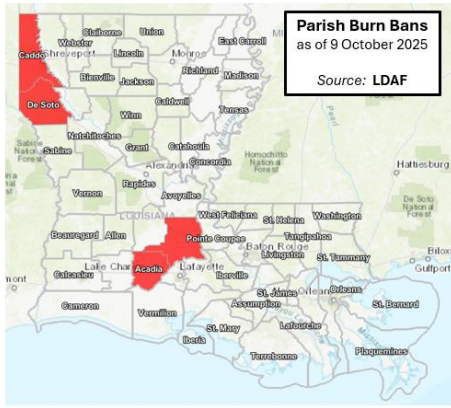 Parish Burn Bans
as of 9 October 2025
Source: LDAF
Claiborne
Union
East Carroll
Webster
Caddo
Shreveport
Lincoln
Monroe
Richland
Madison
Bienville
Jackson
De Soto
Caldwell
Tensas
Winn
Natchitoches
Sabine
Grant
Catahoula
Concordia
Homochitto
National
Forest
Pearl
Hattiesburg
Alexandria
Rapides
Vernon
Avoyelles
De Soto
National
Forest
LOUISIANA
West Feliciana
St. Helena
Washington
Beauregard
Allen
Pointe Coupee
Tangipahoa
Baton Rouge
Livingston
St. Tammany
Biloxi
Gulfport
Lake Char
Acadia
Lafayette
Calcasieu
Iberville
St. James
Orleans
Assumption
St. Bernard
Cameron
Vermilion
St. Mary
Lafourche
Iberia
Terrebonne
Plaquemines